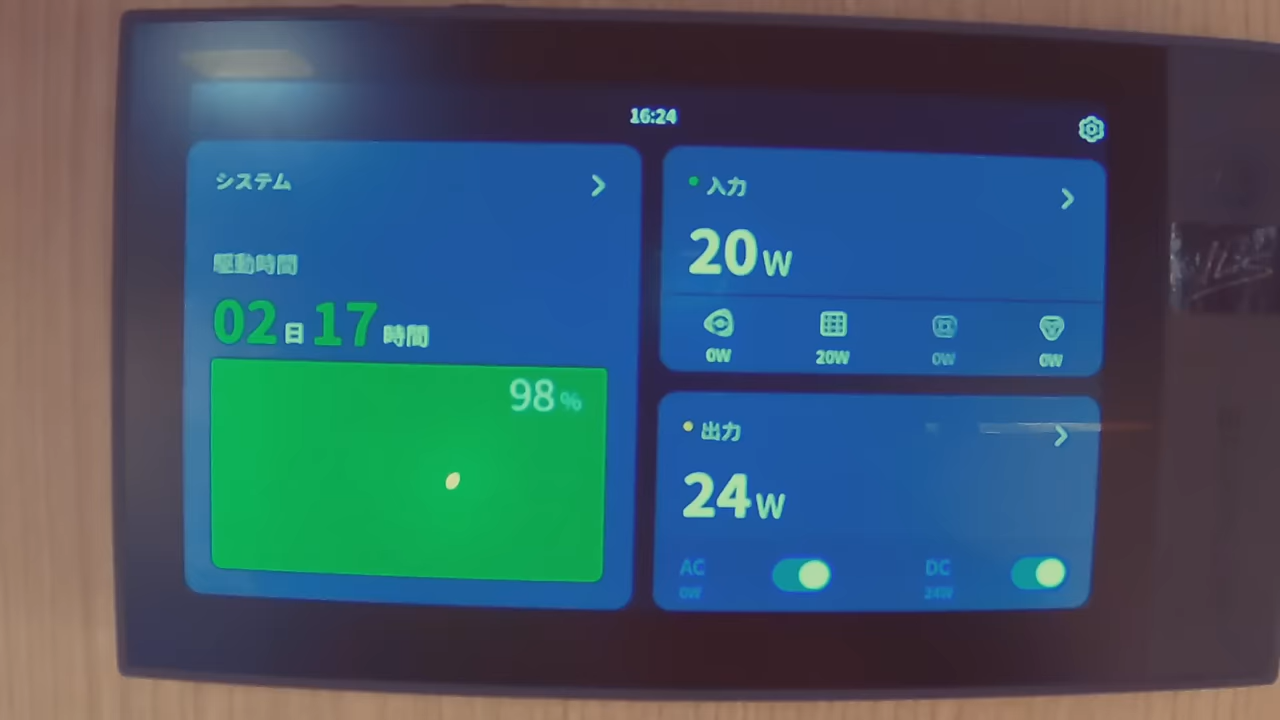 16:24
システム
駆動時間
02日17時間
98%
入力
20W
0W 20W 0W 0W
出力
24W
AC DC
0W 24W